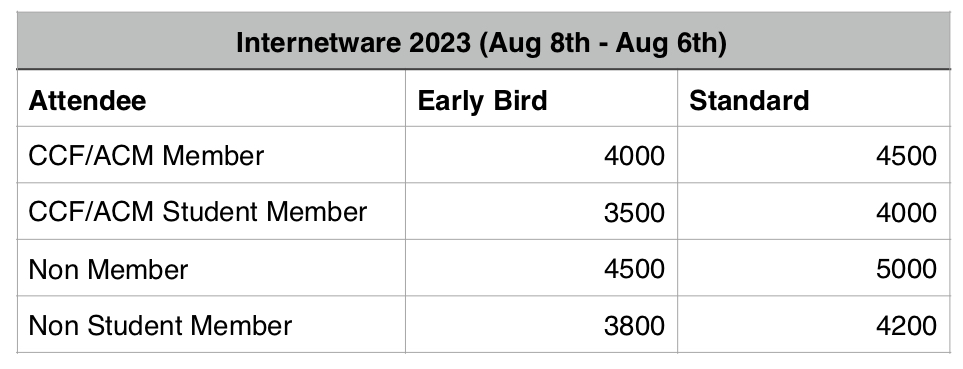 Internetware 2023 (Aug 8th - Aug 6th)
Attendee Early Bird Standard
CCF/ACM Member 4000 4500
CCF/ACM Student Member 3500 4000
Non Member 4500 5000
Non Student Member 3800 4200